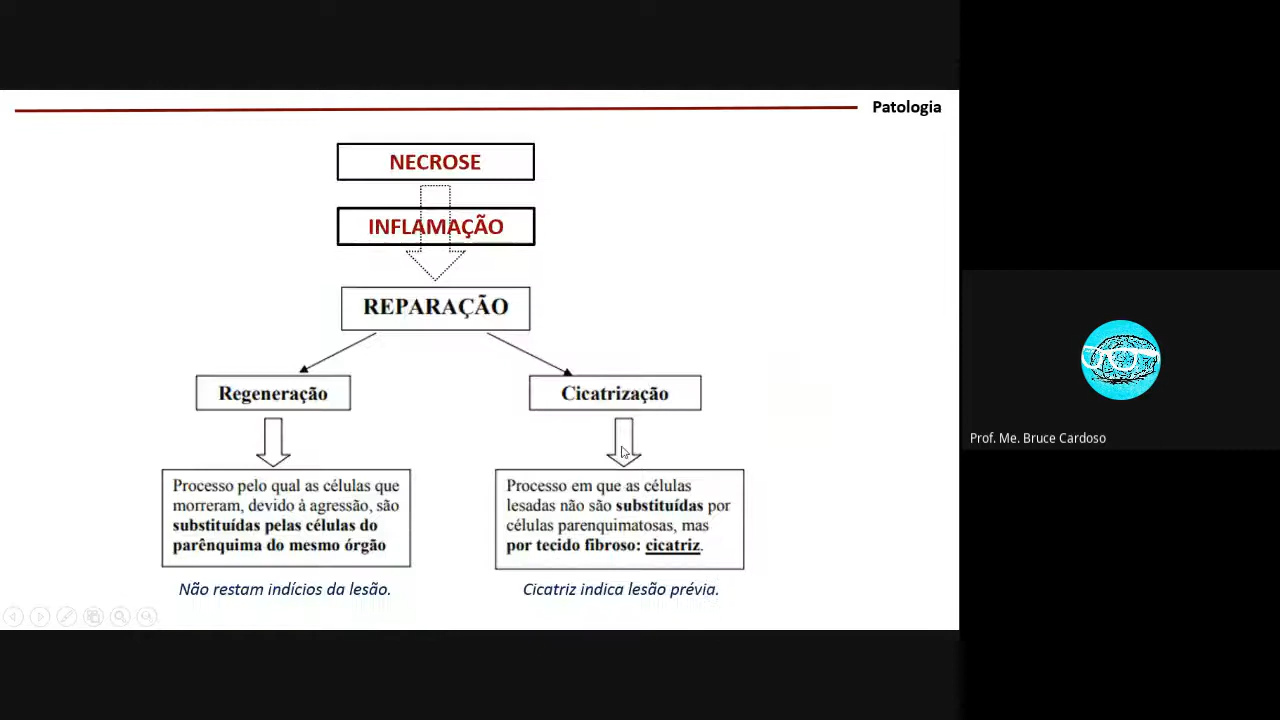 Patologia
NECROSE
INFLAMAÇÃO
REPARAÇÃO
Regeneração
Cicatrização
Processo pelo qual as células que
morreram, devido à agressão, são
substituídas pelas células do
parênquima do mesmo órgão
Processo em que as células
lesadas não são substituídas por
células parenquimatosas, mas
por tecido fibroso: cicatriz.
Não restam indícios da lesão.
Cicatriz indica lesão prévia.
Prof. Me. Bruce Cardoso